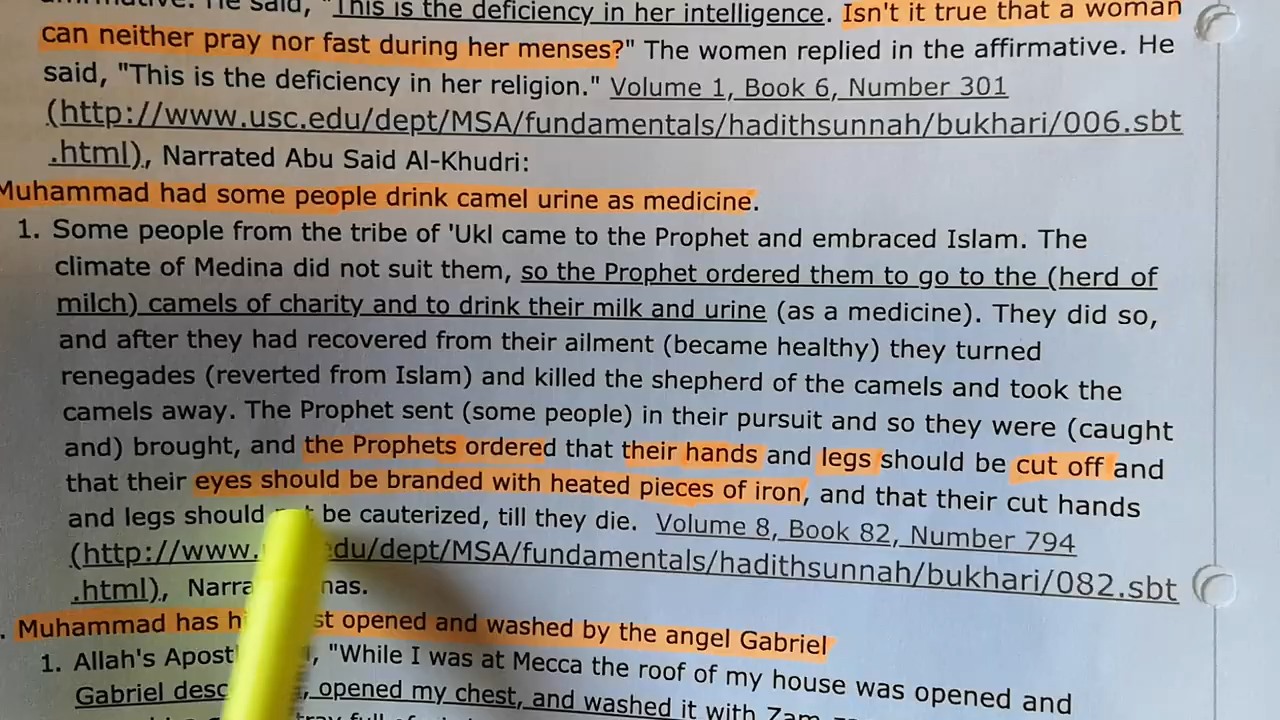 affirmative. He said, "This is the deficiency in her intelligence. Isn't it true that a woman
can neither pray nor fast during her menses?" The women replied in the affirmative. He
said, "This is the deficiency in her religion." Volume 1, Book 6, Number 301
(http://www.usc.edu/dept/MSA/fundamentals/hadithsunnah/bukhari/006.sbt
.html), Narrated Abu Said Al-Khudri:
Muhammad had some people drink camel urine as medicine.
1. Some people from the tribe of 'Ukl came to the Prophet and embraced Islam. The
climate of Medina did not suit them, so the Prophet ordered them to go to the (herd of
milch) camels of charity and to drink their milk and urine (as a medicine). They did so,
and after they had recovered from their ailment (became healthy) they turned
renegades (reverted from Islam) and killed the shepherd of the camels and took the
camels away. The Prophet sent (some people) in their pursuit and so they were (caught
and) brought, and the Prophets ordered that their hands and legs should be cut off and
that their eyes should be branded with heated pieces of iron, and that their cut hands
and legs should be cauterized, till they die. Volume 8, Book 82, Number 794
(http://www. edu/dept/MSA/fundamentals/hadithsunnah/bukhari/082.sbt
.html),
. Muhammad has opened and washed by the angel Gabriel
1. Allah's "While I was at Mecca the roof of my house was opened and
Gabriel opened my chest, and washed it with